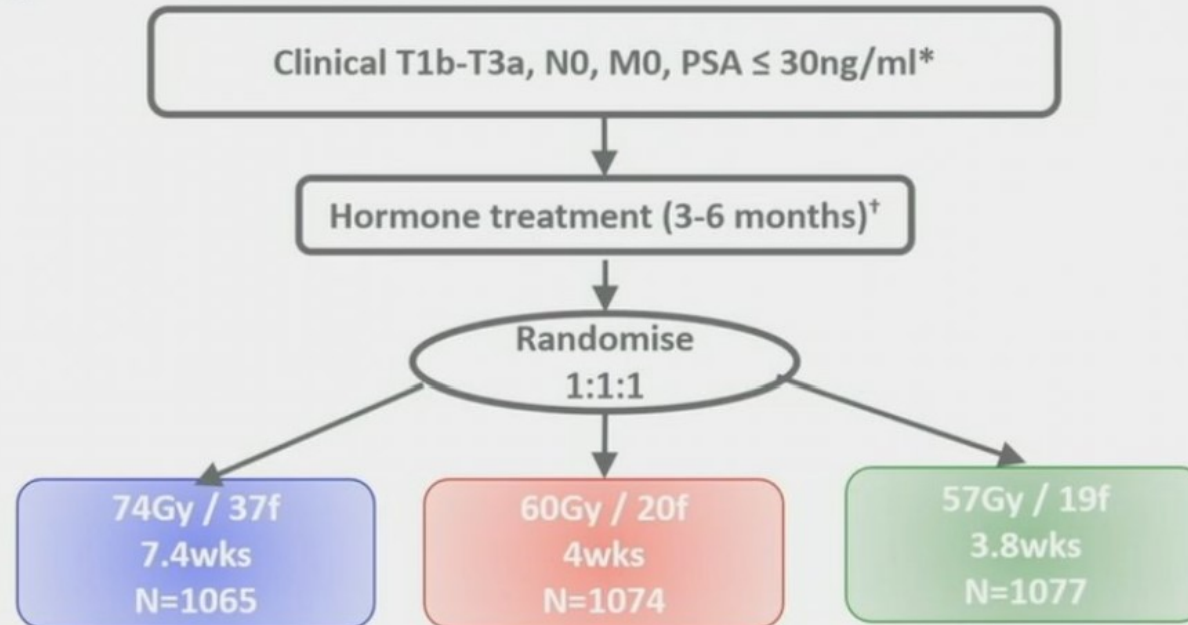 Clinical T1b-T3a, N0, M0, PSA ≤ 30ng/ml*
Hormone treatment (3-6 months)†
Randomise
1:1:1
74Gy / 37f
7.4wks
N=1065
60Gy / 20f
4wks
N=1074
57Gy / 19f
3.8wks
N=1077